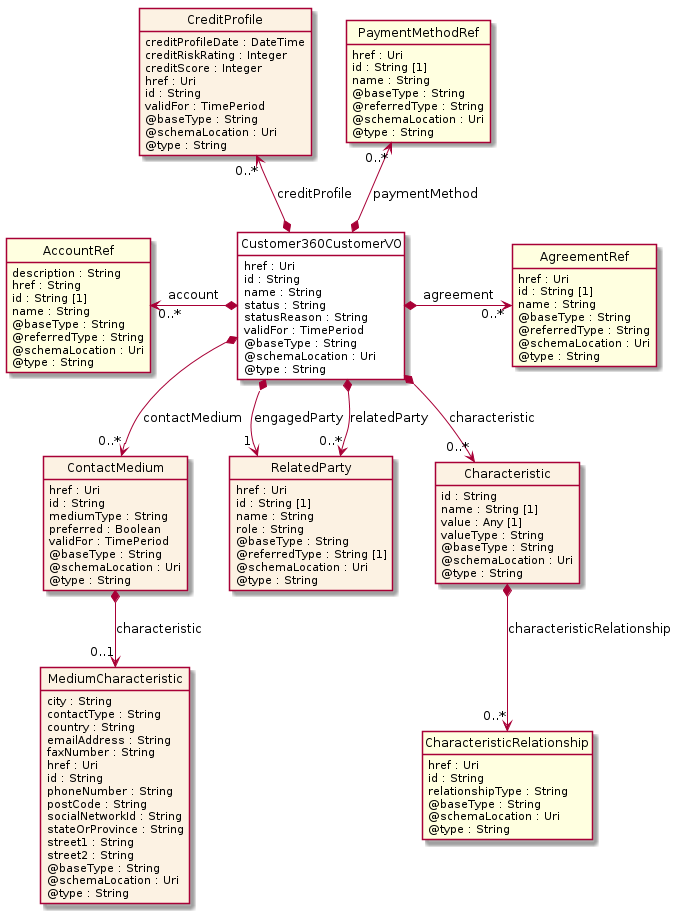 CreditProfile
creditProfileDate : DateTime
creditRiskRating : Integer
creditScore : Integer
href : Uri
id : String
validFor : TimePeriod
@baseType : String
@schemaLocation : Uri
@type : String
PaymentMethodRef
href : Uri
id : String [1]
name : String
@baseType : String
@referredType : String
@schemaLocation : Uri
@type : String
0..*
0..*
creditProfile
paymentMethod
AccountRef
description : String
href : String
id : String [1]
name : String
@baseType : String
@referredType : String
@schemaLocation : Uri
@type : String
account
0..*
Customer360CustomerVO
href : Uri
id : String
name : String
status : String
statusReason : String
validFor : TimePeriod
@baseType : String
@schemaLocation : Uri
@type : String
agreement
0..*
AgreementRef
href : Uri
id : String [1]
name : String
@baseType : String
@referredType : String
@schemaLocation : Uri
@type : String
contactMedium
engagedParty
relatedParty
characteristic
0..*
1
0..*
0..*
ContactMedium
href : Uri
id : String
mediumType : String
preferred : Boolean
validFor : TimePeriod
@baseType : String
@schemaLocation : Uri
@type : String
RelatedParty
href : Uri
id : String [1]
name : String
role : String
@baseType : String
@referredType : String [1]
@schemaLocation : Uri
@type : String
Characteristic
id : String
name : String [1]
value : Any [1]
valueType : String
@baseType : String
@schemaLocation : Uri
@type : String
characteristic
0..1
characteristicRelationship
0..*
MediumCharacteristic
city : String
contactType : String
country : String
emailAddress : String
faxNumber : String
href : Uri
id : String
phoneNumber : String
postCode : String
socialNetworkId : String
stateOrProvince : String
street1 : String
street2 : String
@baseType : String
@schemaLocation : Uri
@type : String
CharacteristicRelationship
href : Uri
id : String
relationshipType : String
@baseType : String
@schemaLocation : Uri
@type : String